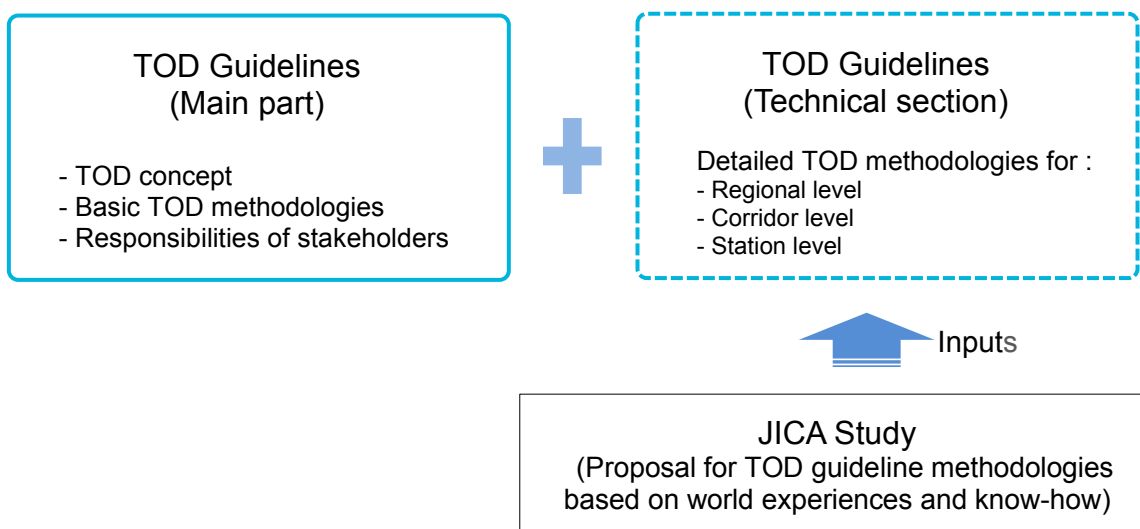 TOD Guidelines
(Main part)
- TOD concept
- Basic TOD methodologies
- Responsibilities of stakeholders
TOD Guidelines
(Technical section)
Detailed TOD methodologies for :
- Regional level
- Corridor level
- Station level
Inputs
JICA Study
(Proposal for TOD guideline methodologies
based on world experiences and know-how)